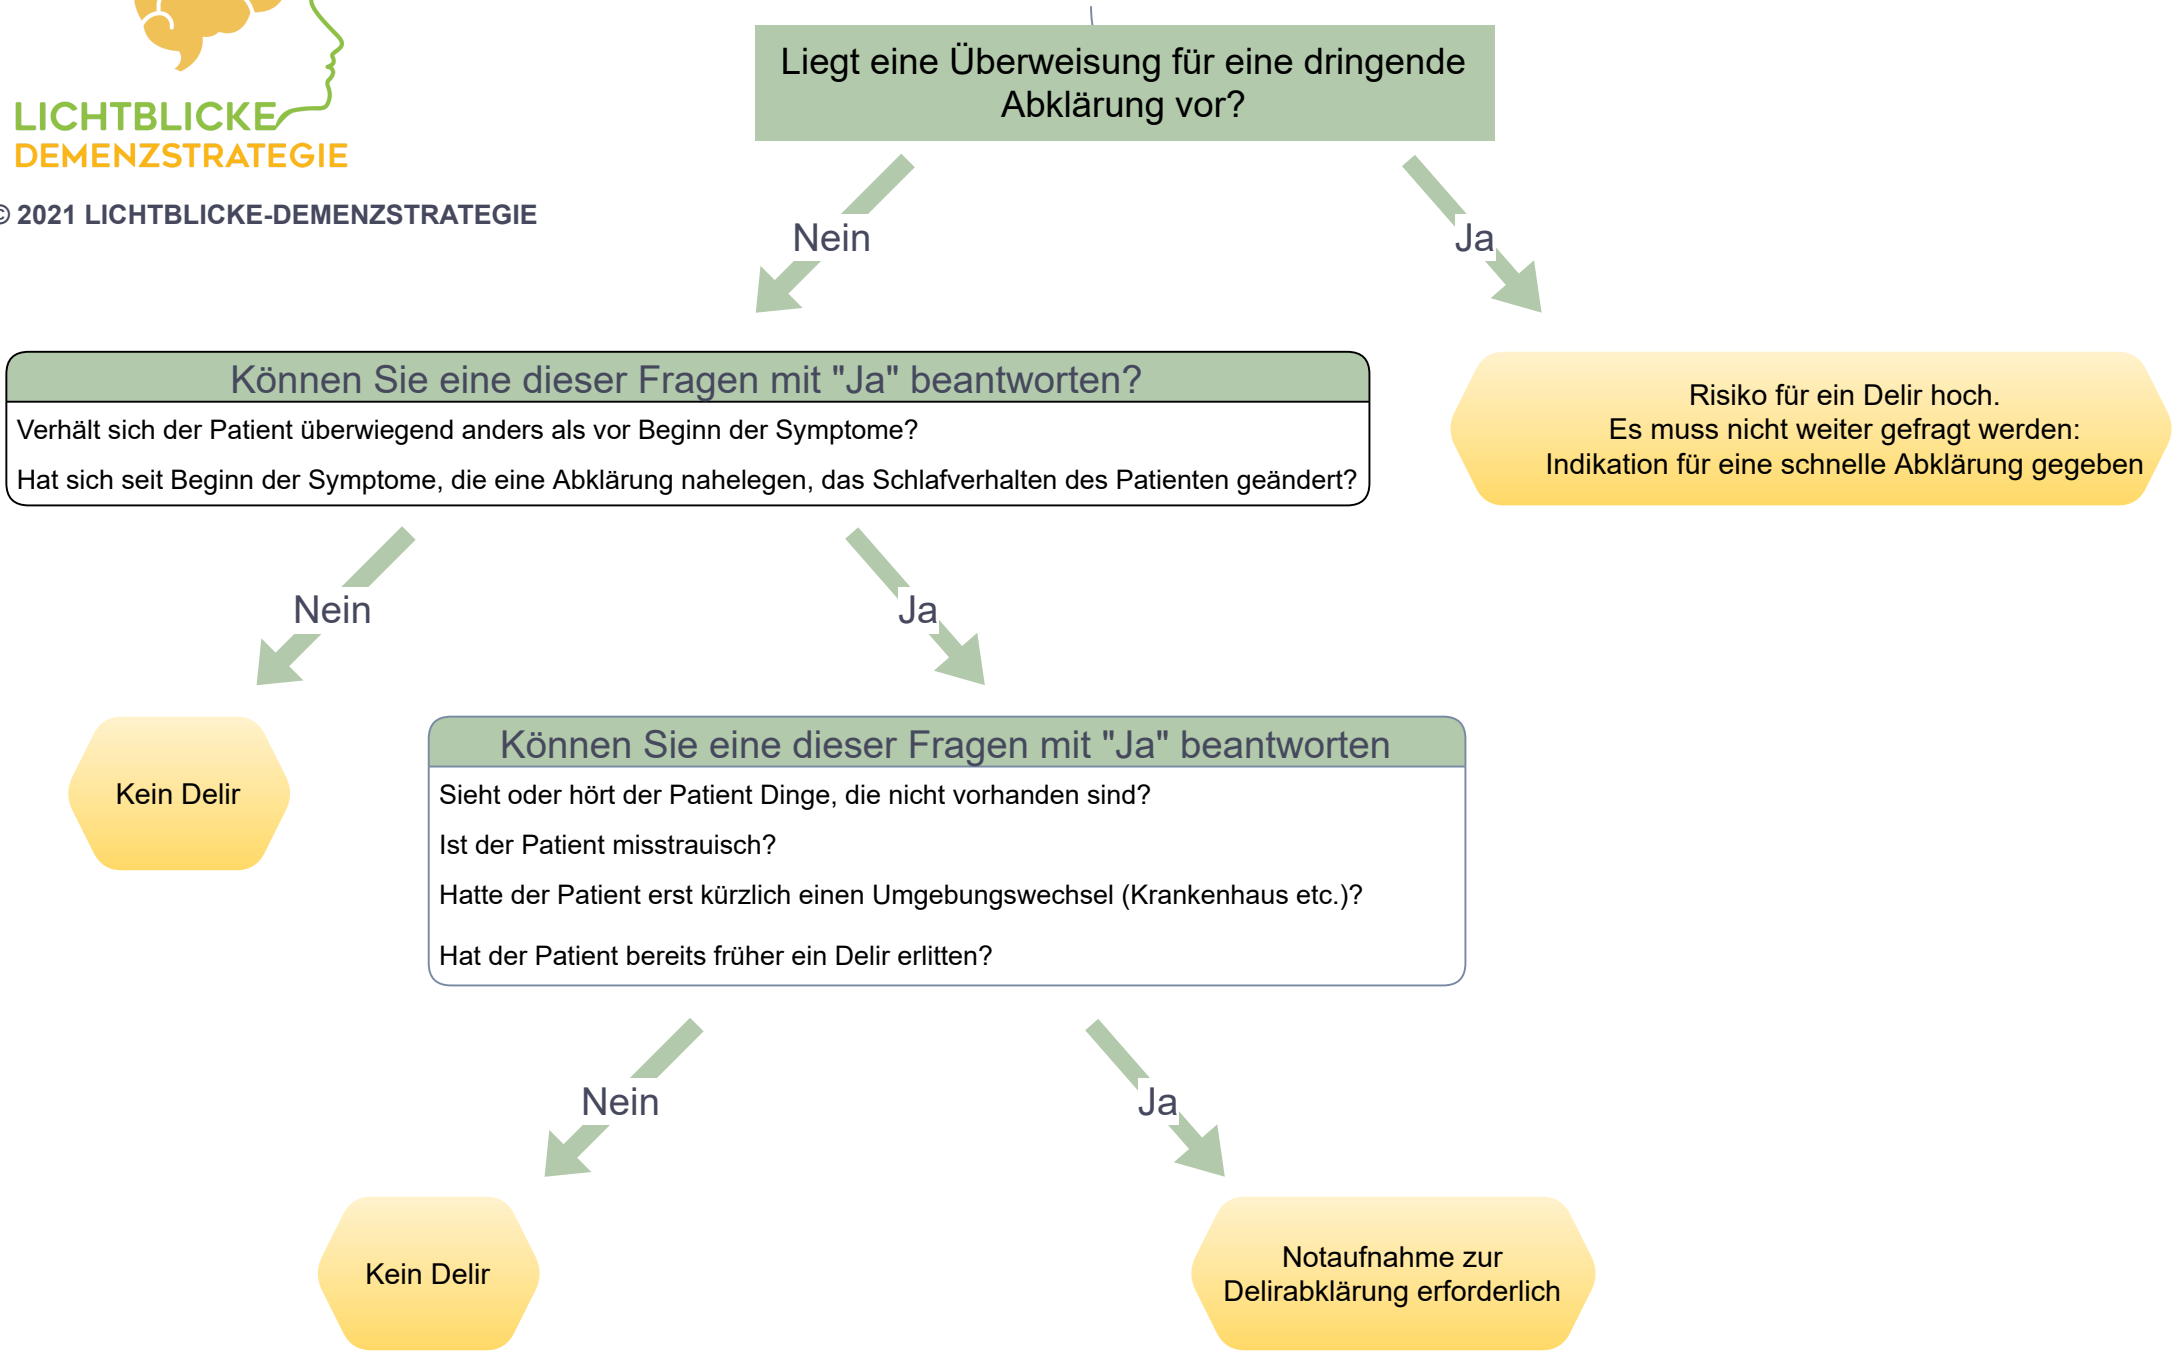 Liegt eine Überweisung für eine dringende
Abklärung vor?
LICHTBLICKE
DEMENZSTRATEGIE
© 2021 LICHTBLICKE-DEMENZSTRATEGIE
Nein
Ja
Können Sie eine dieser Fragen mit "Ja" beantworten?
Verhält sich der Patient überwiegend anders als vor Beginn der Symptome?
Hat sich seit Beginn der Symptome, die eine Abklärung nahelegen, das Schlafverhalten des Patienten geändert?
Risiko für ein Delir hoch.
Es muss nicht weiter gefragt werden:
Indikation für eine schnelle Abklärung gegeben
Nein
Ja
Kein Delir
Können Sie eine dieser Fragen mit "Ja" beantworten
Sieht oder hört der Patient Dinge, die nicht vorhanden sind?
Ist der Patient misstrauisch?
Hatte der Patient erst kürzlich einen Umgebungswechsel (Krankenhaus etc.)?
Hat der Patient bereits früher ein Delir erlitten?
Nein
Ja
Kein Delir
Notaufnahme zur
Delirabklärung erforderlich